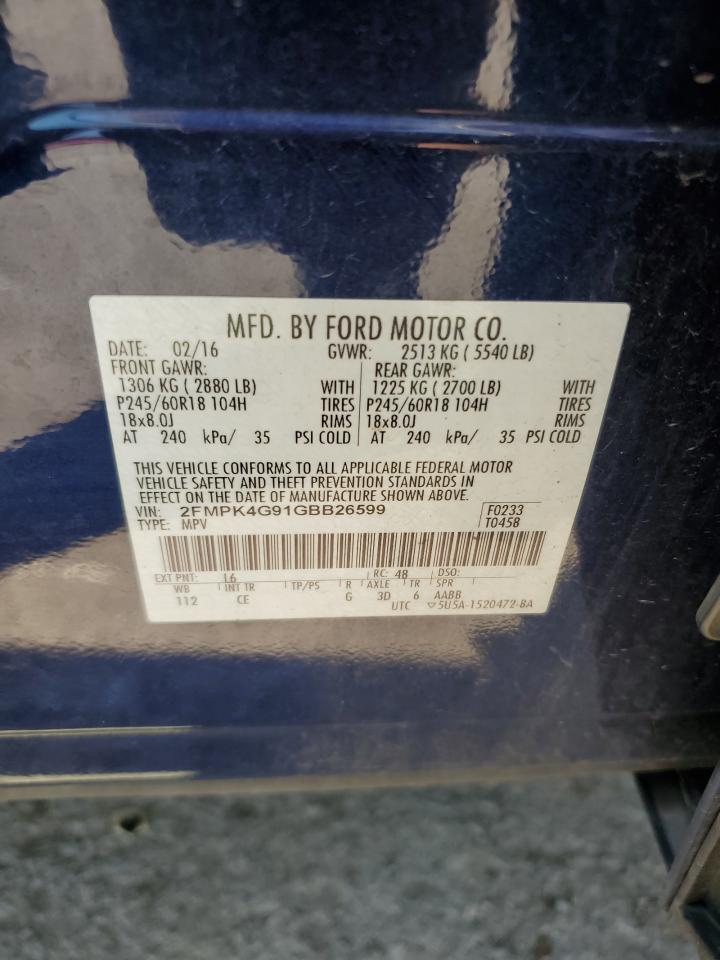 MFD. BY FORD MOTOR CO.
DATE: 02/16 GVWR: 2513 KG ( 5540 LB)
FRONT GAWR: REAR GAWR:
1306 KG ( 2880 LB) WITH 1225 KG ( 2700 LB) WITH
P245/60R18 104H TIRES P245/60R18 104H TIRES
18x8.0J RIMS 18x8.0J RIMS
AT 240 kPa/ 35 PSI COLD AT 240 kPa/ 35 PSI COLD
THIS VEHICLE CONFORMS TO ALL APPLICABLE FEDERAL MOTOR
VEHICLE SAFETY AND THEFT PREVENTION STANDARDS IN
EFFECT ON THE DATE OF MANUFACTURE SHOWN ABOVE.
VIN: 2FMPK4G91GBB26599 F0233
TYPE: MPV T0458
EXT PNT: L6 RC: 48 DSO:
WB INT TR TP/PS R AXLE TR SPR
112 CE G 3D 6 AABB
UTC ▽5U5A-1520472-BA